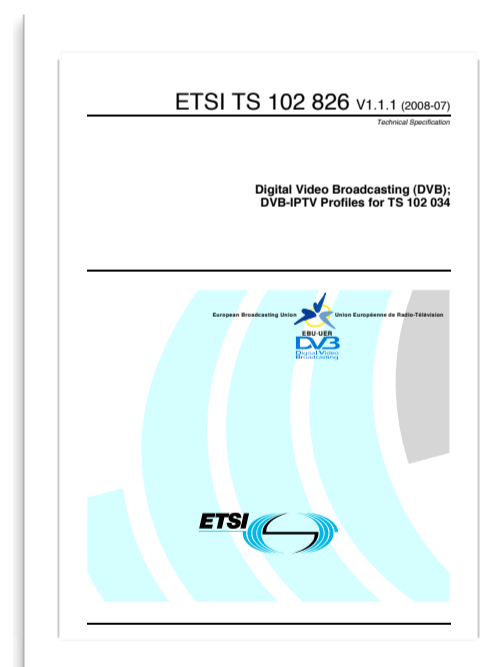 ETSI TS 102 826 V1.1.1 (2008-07)
Technical Specification
Digital Video Broadcasting (DVB);
DVB-IPTV Profiles for TS 102 034
European Broadcasting Union Union Européenne de Radio-Télévision
EBU·UER
DVB
Digital Video
Broadcasting
ETSI